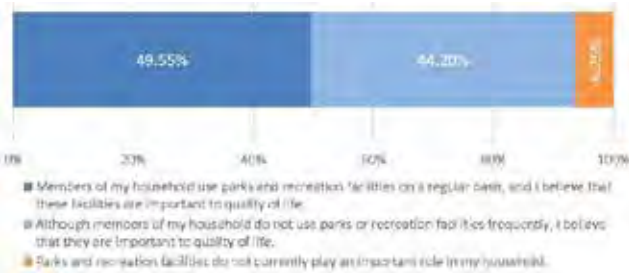 49.55%
44.20%
0%
20%
40%
60%
80%
100%
Members of my household use parks and recreation facilities on a regular basis, and I believe that
these facilities are important to quality of life.
Although members of my household do not use parks or recreation facilities frequently, I believe
that they are important to quality of life.
Parks and recreation facilities do not currently play an important role in my household.